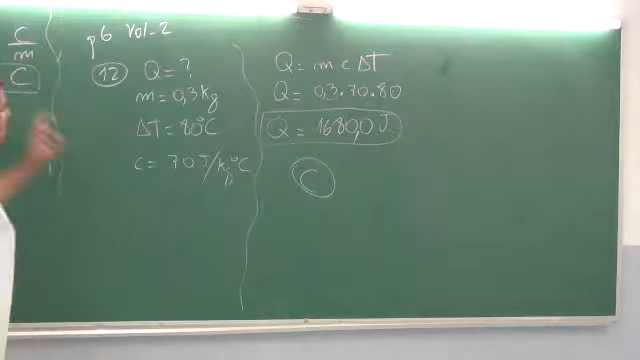 C
m
C
p6 Vol-2
12 Q = ?
m = 0,3 kg
ΔT = 80°C
c = 70 J/kg°C
Q = m c ΔT
Q = 0,3.70.80
Q = 1680,0 J
C